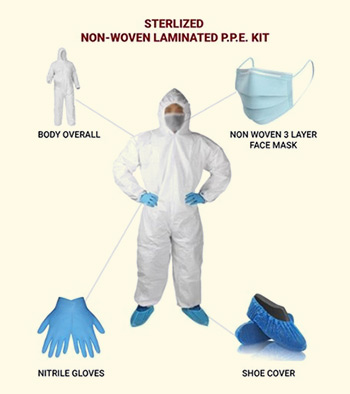 STERLIZED
NON-WOVEN LAMINATED P.P.E. KIT
BODY OVERALL
NON WOVEN 3 LAYER
FACE MASK
NITRILE GLOVES
SHOE COVER